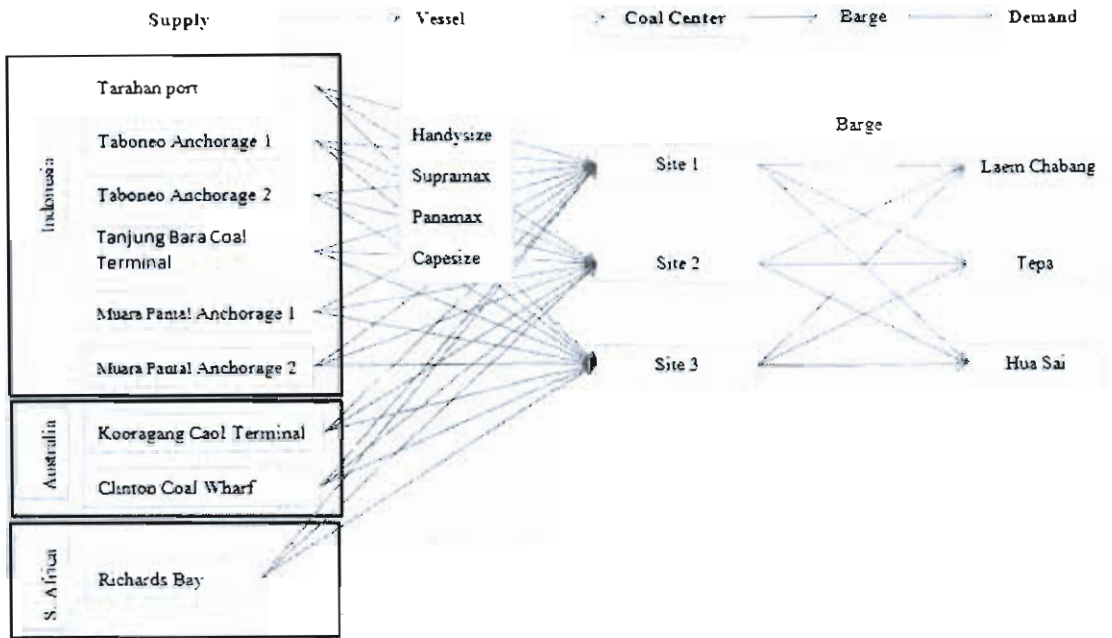 Supply
Vessel
Coal Center
Barge
Demand
Indonesia
Tarahan port
Taboneo Anchorage 1
Taboneo Anchorage 2
Tanjung Bara Coal
Terminal
Muara Pantal Anchorage 1
Muara Pantal Anchorage 2
Australia
Kooragang Caol Terminal
Clinton Coal Wharf
S. Africa
Richards Bay
Handysize
Supramax
Panamax
Capesize
Site 1
Site 2
Site 3
Barge
Laem Chabang
Tepa
Hua Sai